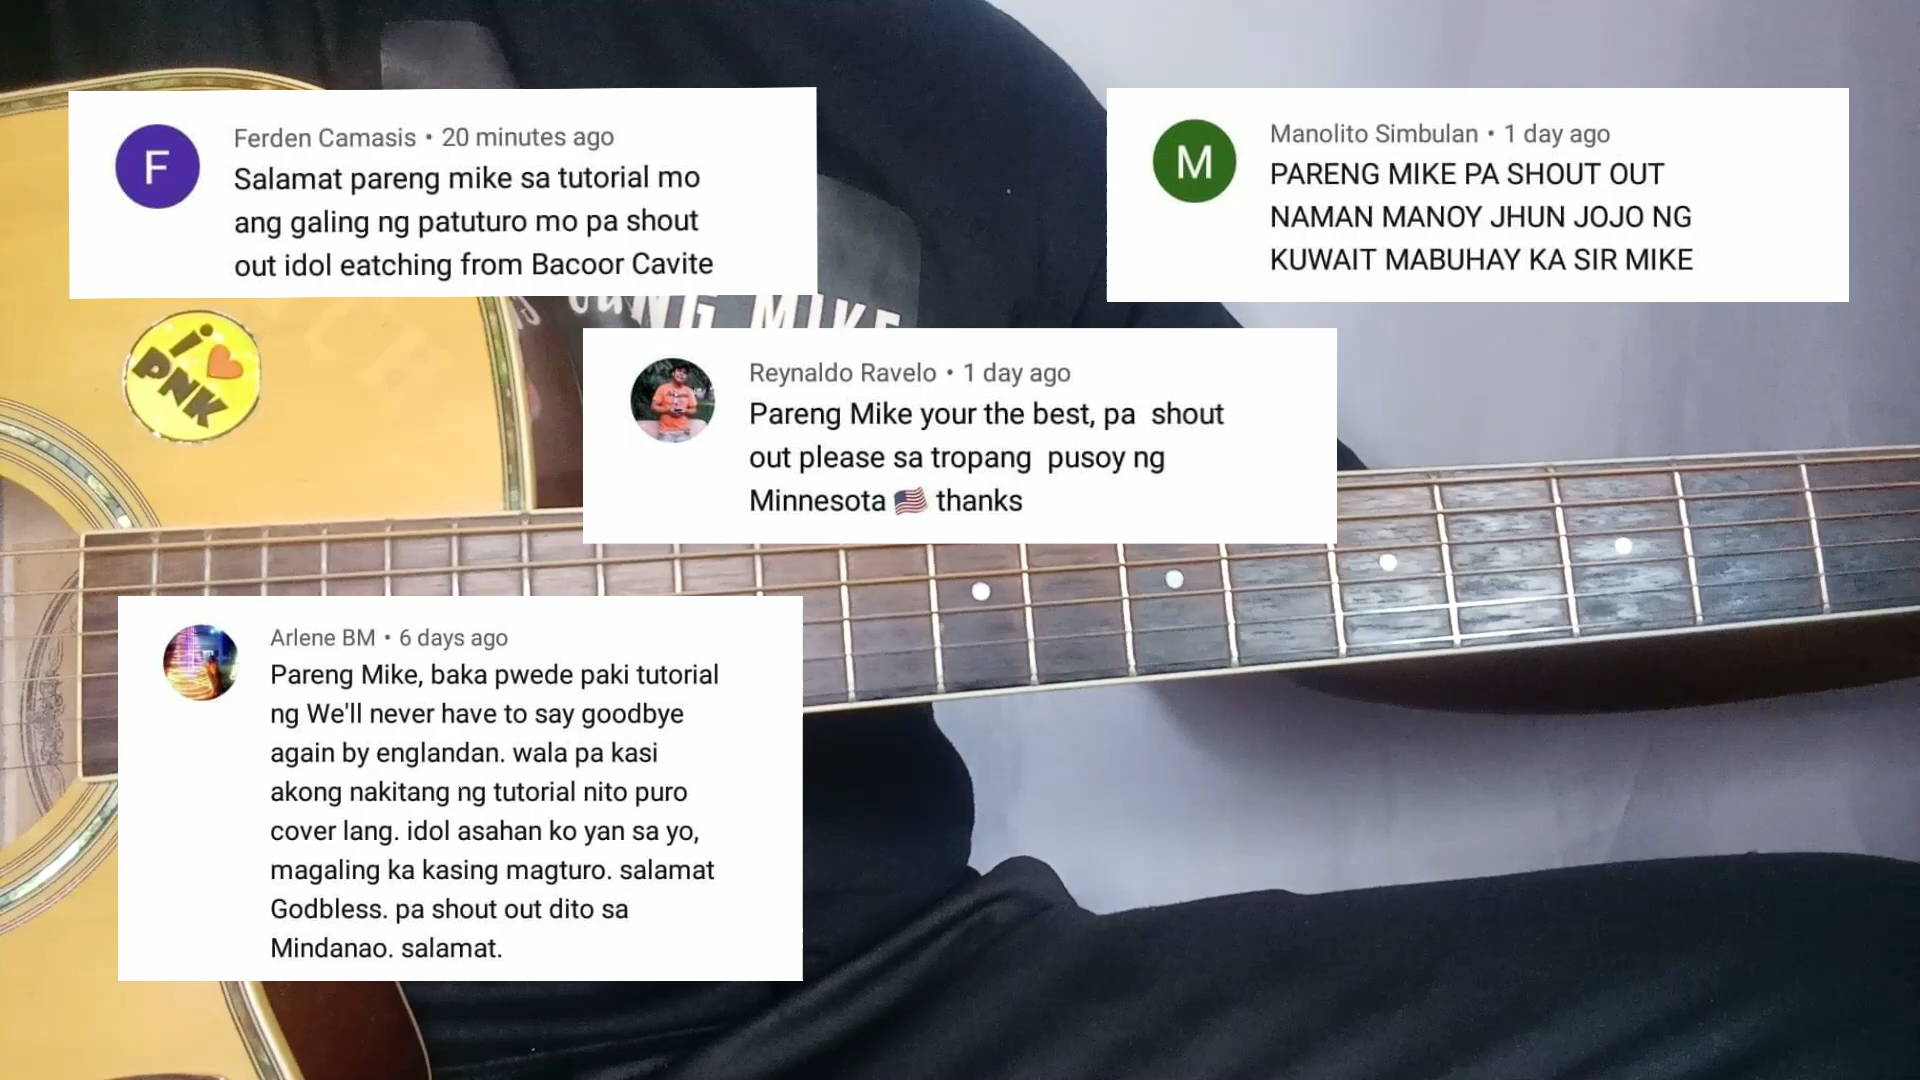 Ferden Camasis • 20 minutes ago
Salamat pareng mike sa tutorial mo
ang galing ng patuturo mo pa shout
out idol eatching from Bacoor Cavite
Manolito Simbulan • 1 day ago
PARENG MIKE PA SHOUT OUT
NAMAN MANOY JHUN JOJO NG
KUWAIT MABUHAY KA SIR MIKE
F
M
i ❤
PNK
MIKE
Reynaldo Ravelo • 1 day ago
Pareng Mike your the best, pa shout
out please sa tropang pusoy ng
Minnesota 🇺🇸 thanks
Arlene BM • 6 days ago
Pareng Mike, baka pwede paki tutorial
ng We'll never have to say goodbye
again by englandan. wala pa kasi
akong nakitang ng tutorial nito puro
cover lang. idol asahan ko yan sa yo,
magaling ka kasing magturo. salamat
Godbless. pa shout out dito sa
Mindanao. salamat.